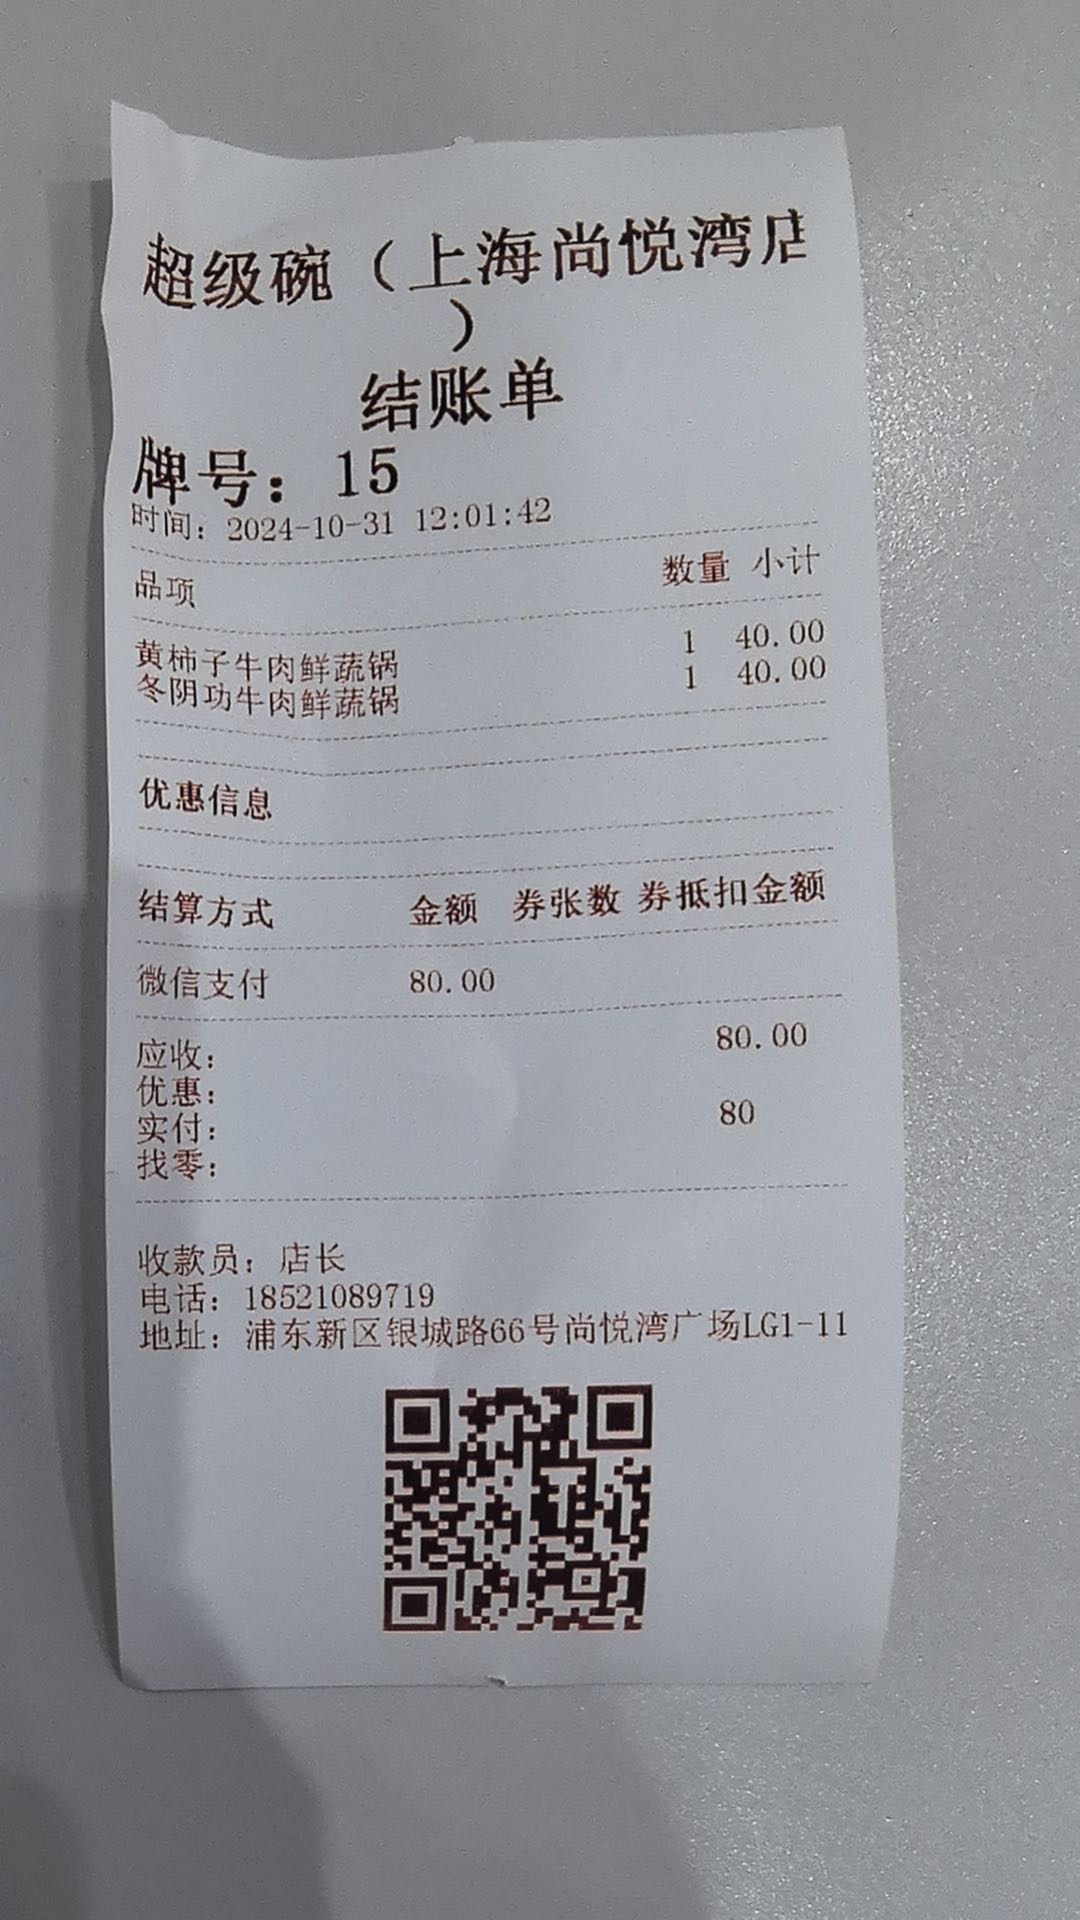 超级碗（上海尚悦湾店
）
结账单
牌号：15
时间：2024-10-31 12:01:42
品项 数量 小计
黄柿子牛肉鲜蔬锅 1 40.00
冬阴功牛肉鲜蔬锅 1 40.00
优惠信息
结算方式 金额 券张数 券抵扣金额
微信支付 80.00
应收： 80.00
优惠：
实付： 80
找零：
收款员：店长
电话：18521089719
地址：浦东新区银城路66号尚悦湾广场LG1-11